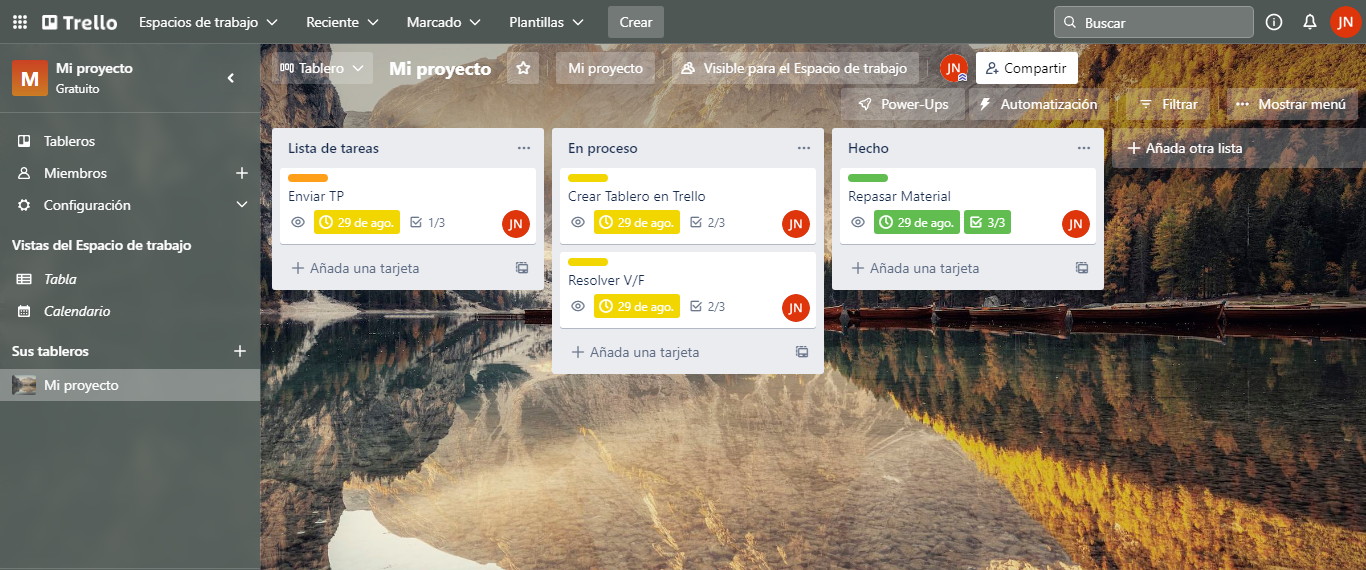 Trello
Espacios de trabajo
Reciente
Marcado
Plantillas
Crear
Buscar
JN
M
Mi proyecto
Gratuito
Tableros
Miembros
Configuración
Vistas del Espacio de trabajo
Tabla
Calendario
Sus tableros
Mi proyecto
Tablero
Mi proyecto
Mi proyecto
Visible para el Espacio de trabajo
JN
Compartir
Power-Ups
Automatización
Filtrar
Mostrar menú
Lista de tareas
Enviar TP
29 de ago.
1/3
JN
Añada una tarjeta
En proceso
Crear Tablero en Trello
29 de ago.
2/3
JN
Resolver V/F
29 de ago.
2/3
JN
Añada una tarjeta
Hecho
Repasar Material
29 de ago.
3/3
JN
Añada una tarjeta
Añada otra lista